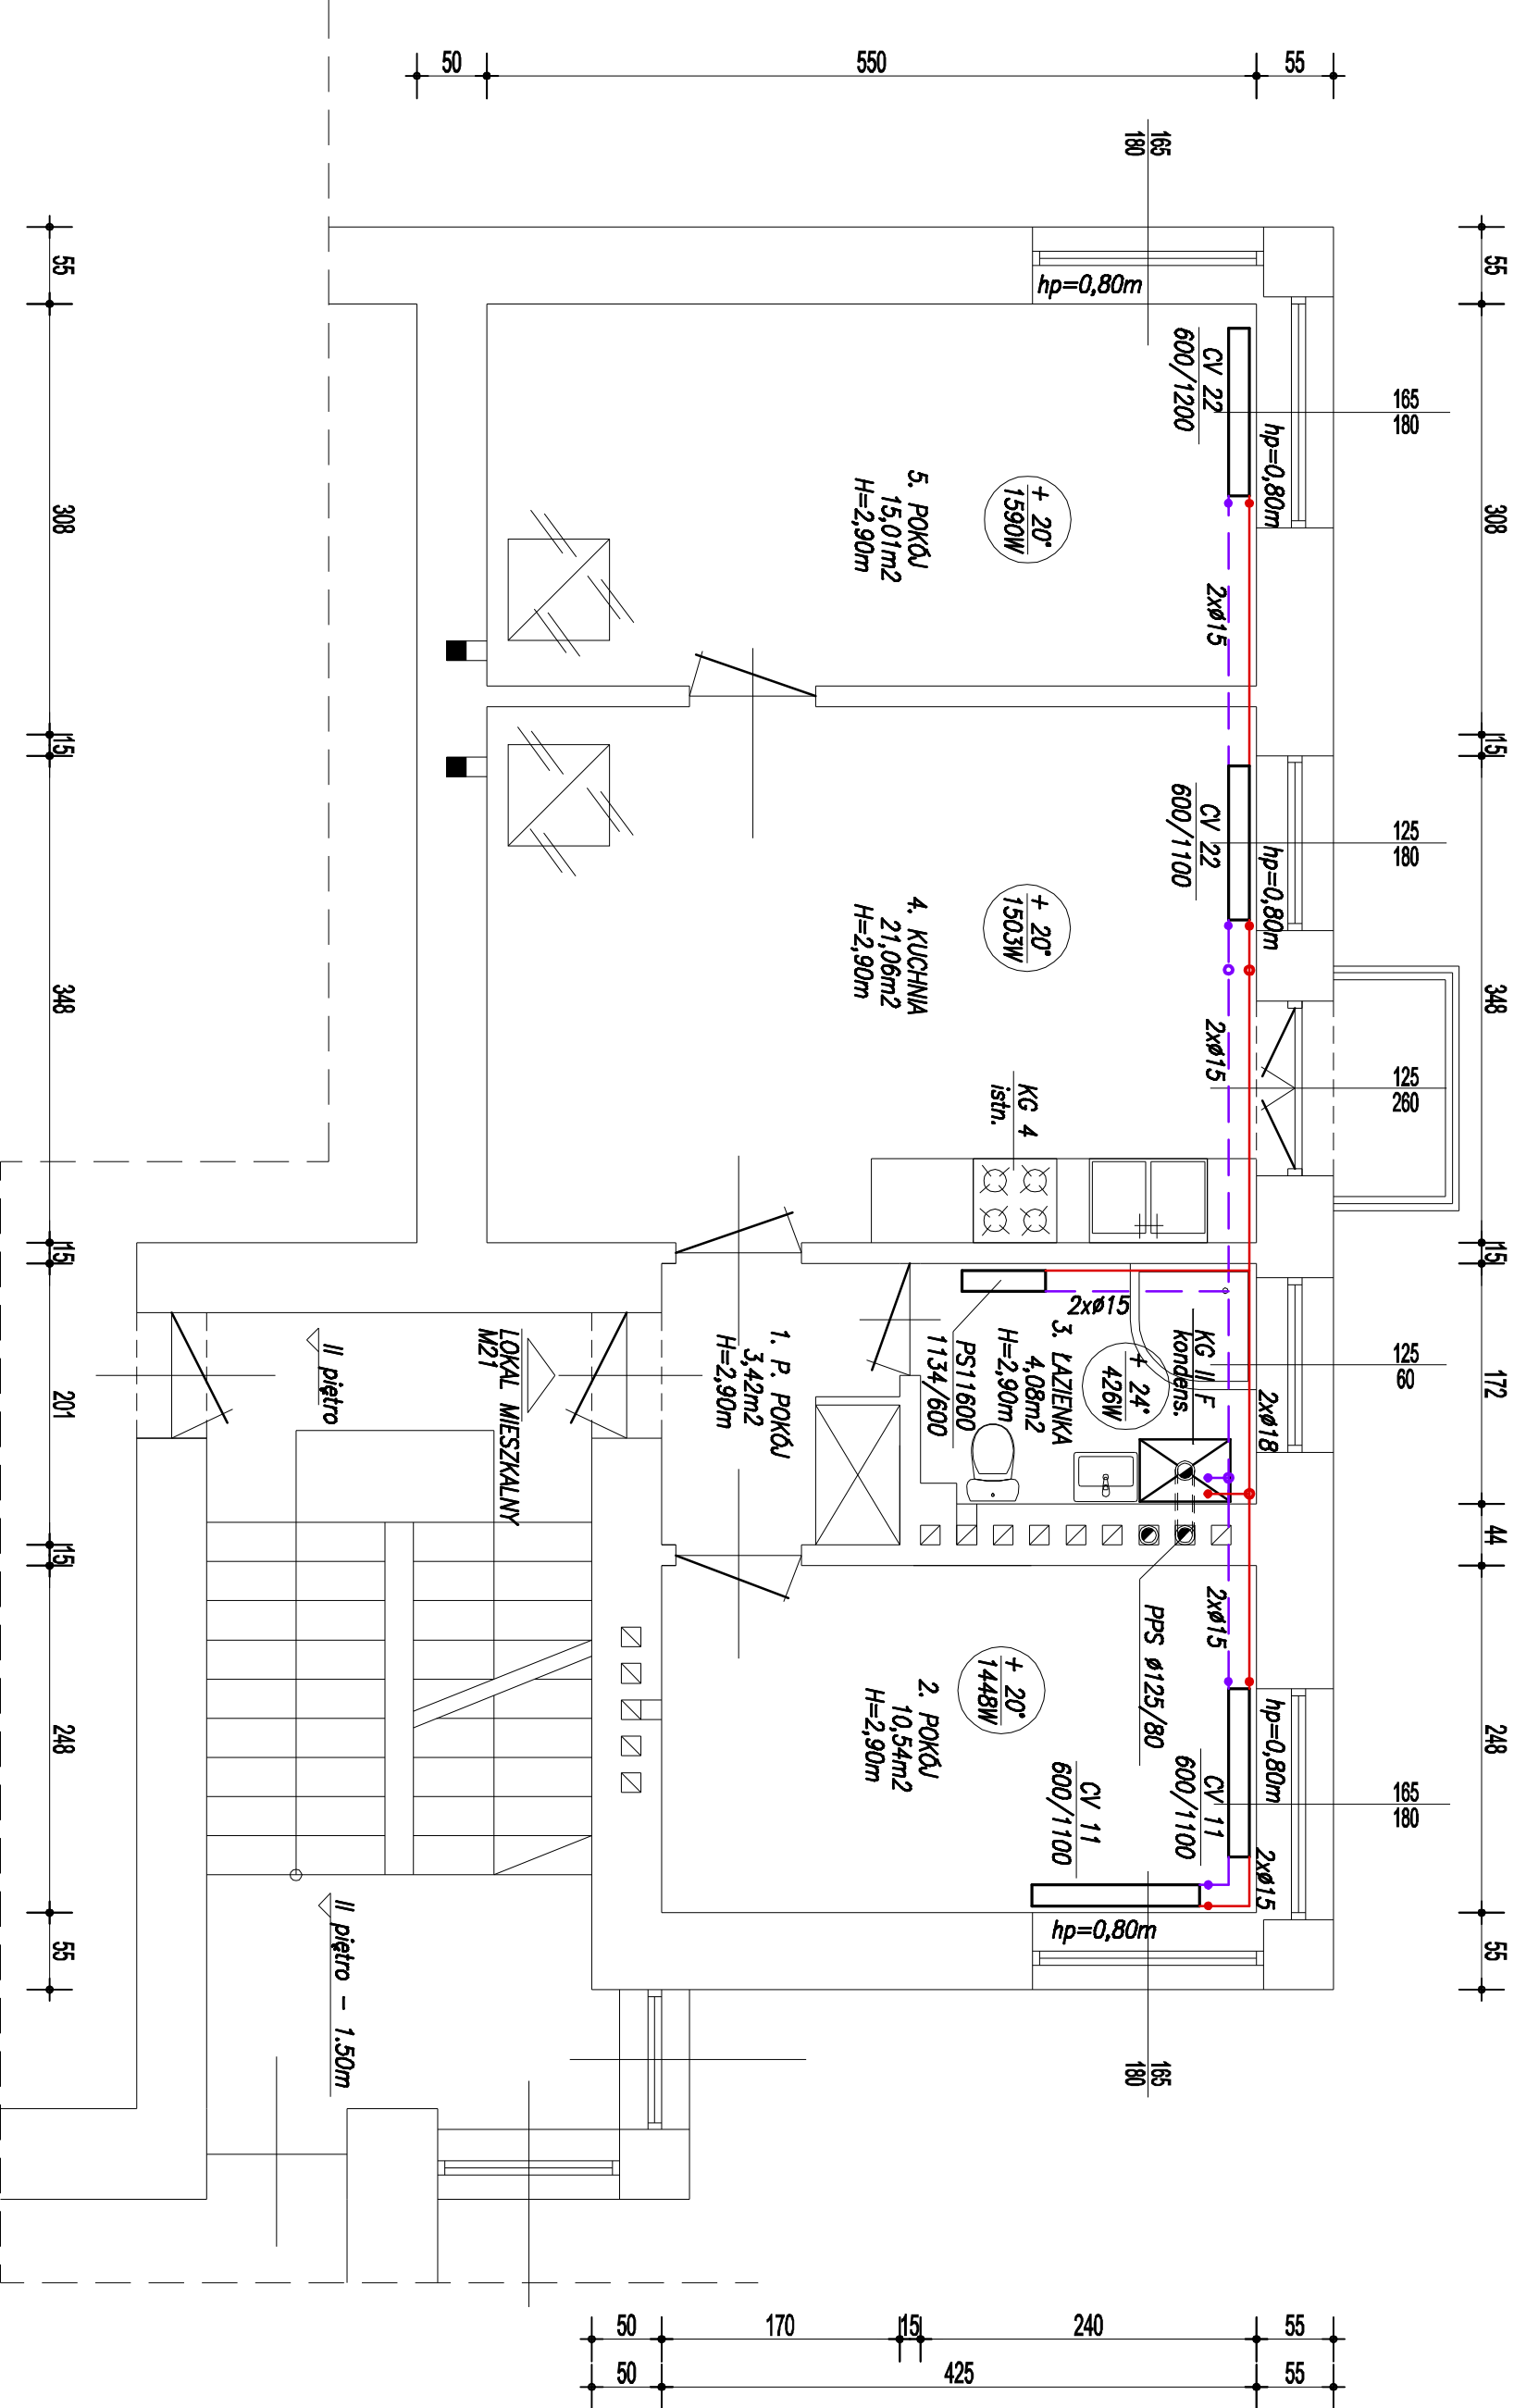 50
550
55
165
180
55
308
15
348
15
172
44
248
55
55
308
15
348
15
201
15
248
55
hp=0,80m
CV 22
600/1200
165
180
hp=0,80m
+ 20°
1590W
5. POKÓJ
15,01m2
H=2,90m
2xø15
CV 22
600/1100
hp=0,80m
125
180
+ 20°
1503W
4. KUCHNIA
21,06m2
H=2,90m
2xø15
125
260
KG 4
istn.
2xø15
KG II F
kondens.
125
60
2xø18
+ 24°
426W
3. ŁAZIENKA
4,08m2
H=2,90m
PS11600
1134/600
1. P. POKÓJ
3,42m2
H=2,90m
LOKAL MIESZKALNY
M21
II piętro
2xø15
PPS ø125/80
+ 20°
1448W
2. POKÓJ
10,54m2
H=2,90m
hp=0,80m
CV 11
600/1100
165
180
CV 11
600/1100
2xø15
hp=0,80m
II piętro - 1.50m
165
180
50
170
15
240
55
50
425
55